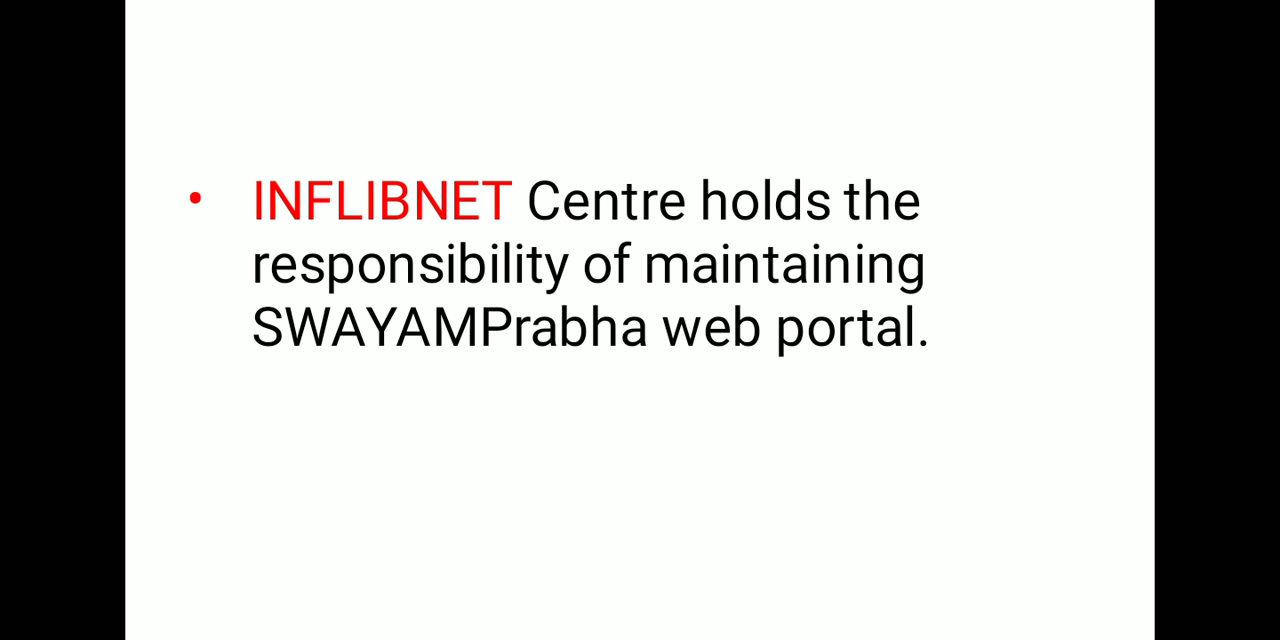 • INFLIBNET Centre holds the
responsibility of maintaining
SWAYAMPrabha web portal.